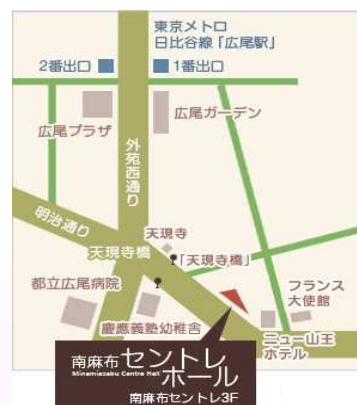 東京メトロ
日比谷線「広尾駅」
2番出口
1番出口
広尾プラザ
広尾ガーデン
外苑西通り
明治通り
天現寺
天現寺橋
「天現寺橋」
都立広尾病院
慶應義塾幼稚舎
フランス
大使館
ニュー山王
ホテル
南麻布セントレ
Minamiazabu Centre Hall
ホール
南麻布セントレ3F